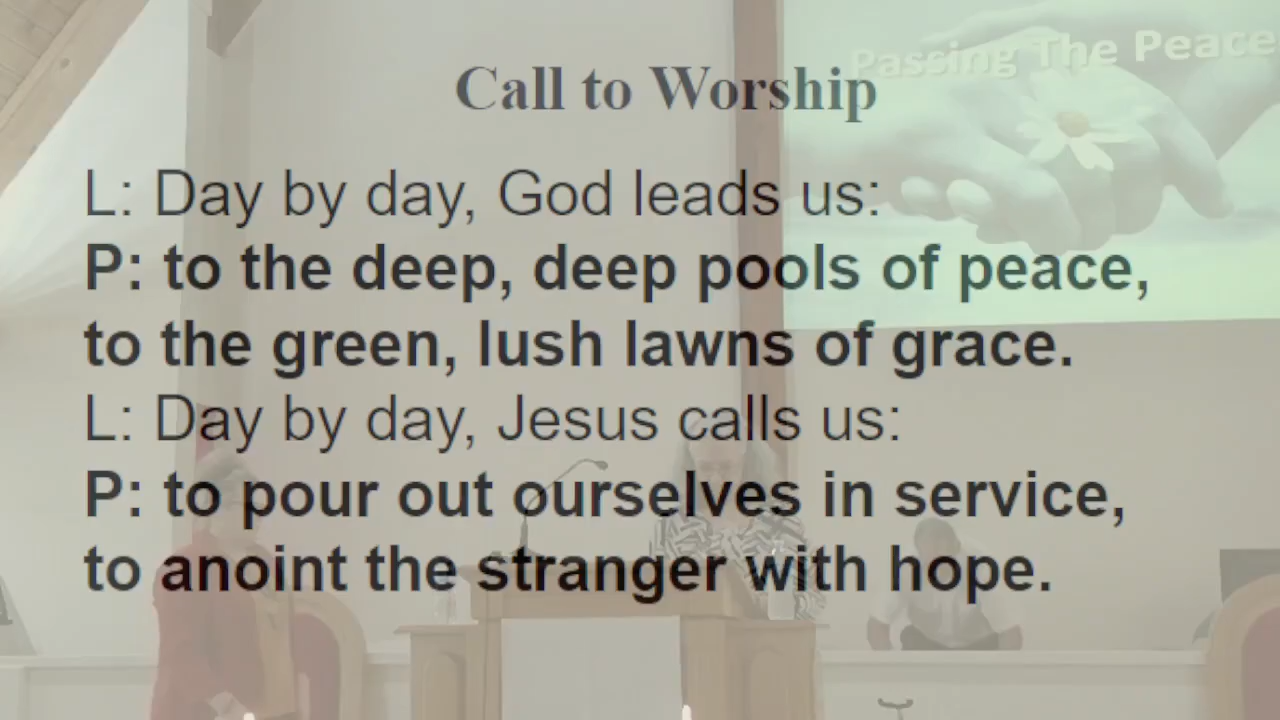 Passing The Peace
Call to Worship
L: Day by day, God leads us:
P: to the deep, deep pools of peace,
to the green, lush lawns of grace.
L: Day by day, Jesus calls us:
P: to pour out ourselves in service,
to anoint the stranger with hope.